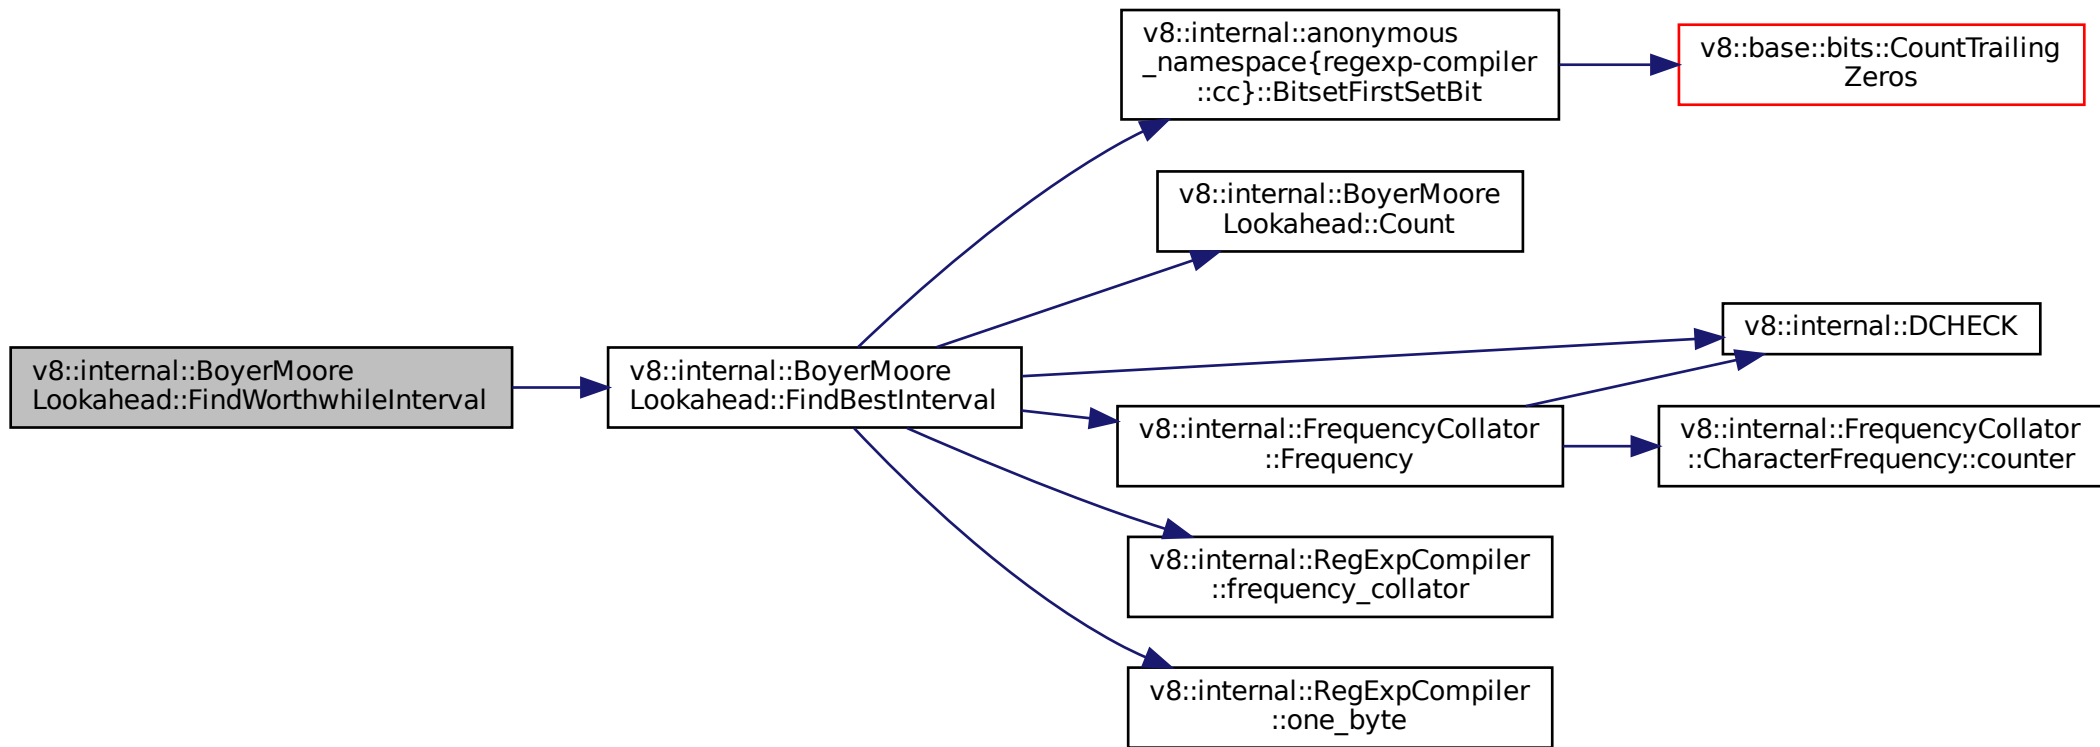 v8::internal::BoyerMoore
Lookahead::FindWorthwhileInterval
v8::internal::BoyerMoore
Lookahead::FindBestInterval
v8::internal::anonymous
_namespace{regexp-compiler
::cc}::BitsetFirstSetBit
v8::base::bits::CountTrailing
Zeros
v8::internal::BoyerMoore
Lookahead::Count
v8::internal::DCHECK
v8::internal::FrequencyCollator
::Frequency
v8::internal::FrequencyCollator
::CharacterFrequency::counter
v8::internal::RegExpCompiler
::frequency_collator
v8::internal::RegExpCompiler
::one_byte